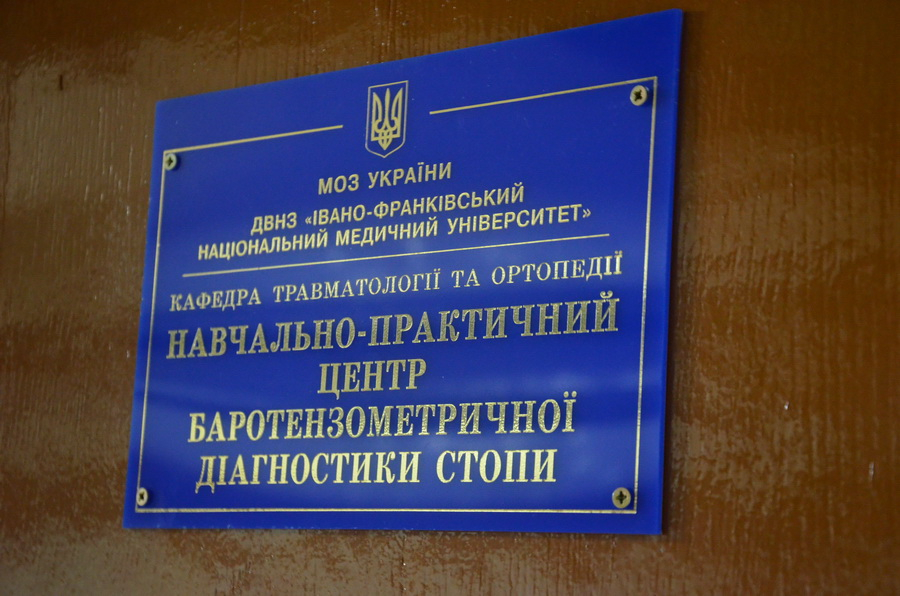 МОЗ УКРАЇНИ
ДВНЗ «ІВАНО-ФРАНКІВСЬКИЙ
НАЦІОНАЛЬНИЙ МЕДИЧНИЙ УНІВЕРСИТЕТ»
КАФЕДРА ТРАВМАТОЛОГІЇ ТА ОРТОПЕДІЇ
НАВЧАЛЬНО-ПРАКТИЧНИЙ
ЦЕНТР
БАРОТЕНЗОМЕТРИЧНОЇ
ДІАГНОСТИКИ СТОПИ